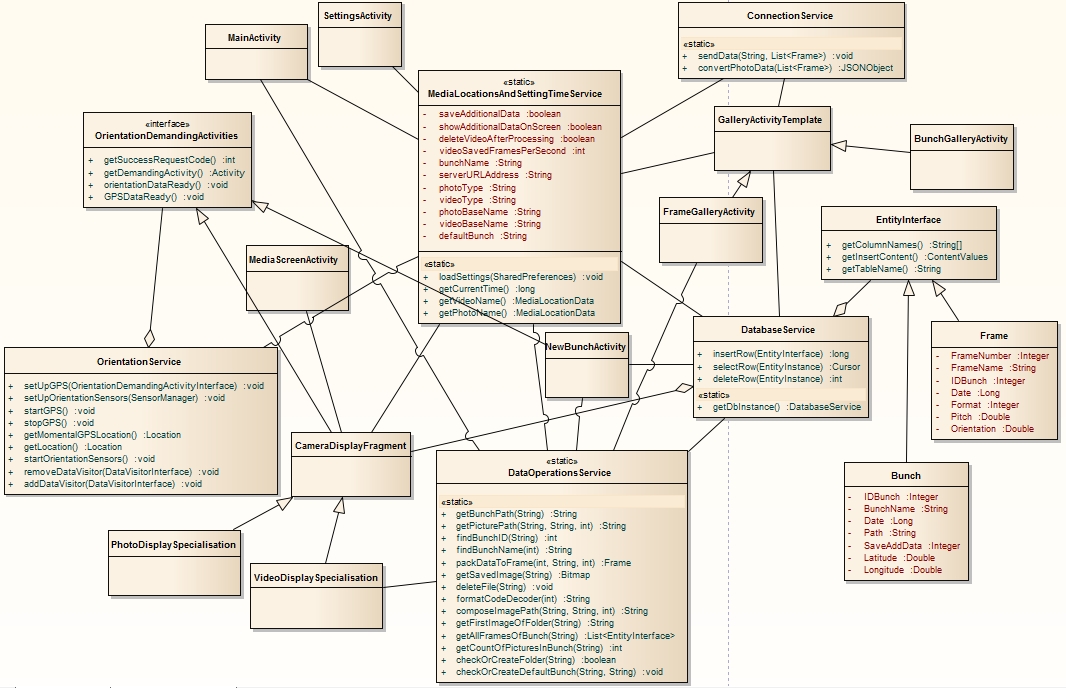 SettingsActivity
MainActivity
ConnectionService
«static»
+ sendData(String, List<Frame>) :void
+ convertPhotoData(List<Frame>) :JSONObject
«static»
MediaLocationsAndSettingTimeService
- saveAdditionalData :boolean
- showAdditionalDataOnScreen :boolean
- deleteVideoAfterProcessing :boolean
- videoSavedFramesPerSecond :int
- bunchName :String
- serverURLAddress :String
- photoType :String
- videoType :String
- photoBaseName :String
- videoBaseName :String
- defaultBunch :String
«static»
+ loadSettings(SharedPreferences) :void
+ getCurrentTime() :long
+ getVideoName() :MediaLocationData
+ getPhotoName() :MediaLocationData
«interface»
OrientationDemandingActivities
+ getSuccessRequestCode() :int
+ getDemandingActivity() :Activity
+ orientationDataReady() :void
+ GPSDataReady() :void
GalleryActivityTemplate
BunchGalleryActivity
FrameGalleryActivity
EntityInterface
+ getColumnNames() :String[]
+ getInsertContent() :ContentValues
+ getTableName() :String
MediaScreenActivity
NewBunchActivity
DatabaseService
+ insertRow(EntityInterface) :long
+ selectRow(EntityInstance) :Cursor
+ deleteRow(EntityInstance) :int
«static»
+ getDbInstance() :DatabaseService
Frame
- FrameNumber :Integer
- FrameName :String
- IDBunch :Integer
- Date :Long
- Format :Integer
- Pitch :Double
- Orientation :Double
OrientationService
+ setUpGPS(OrientationDemandingActivityInterface) :void
+ setUpOrientationSensors(SensorManager) :void
+ startGPS() :void
+ stopGPS() :void
+ getMomentalGPSLocation() :Location
+ getLocation() :Location
+ startOrientationSensors() :void
+ removeDataVisitor(DataVisitorInterface) :void
+ addDataVisitor(DataVisitorInterface) :void
CameraDisplayFragment
«static»
DataOperationsService
«static»
+ getBunchPath(String) :String
+ getPicturePath(String, String, int) :String
+ findBunchID(String) :int
+ findBunchName(int) :String
+ packDataToFrame(int, String, int) :Frame
+ getSavedImage(String) :Bitmap
+ deleteFile(String) :void
+ formatCodeDecoder(int) :String
+ composeImagePath(String, String, int) :String
+ getFirstImageOfFolder(String) :String
+ getAllFramesOfBunch(String) :List<EntityInterface>
+ getCountOfPicturesInBunch(String) :int
+ checkOrCreateFolder(String) :boolean
+ checkOrCreateDefaultBunch(String, String) :void
Bunch
- IDBunch :Integer
- BunchName :String
- Date :Long
- Path :String
- SaveAddData :Integer
- Latitude :Double
- Longitude :Double
PhotoDisplaySpecialisation
VideoDisplaySpecialisation